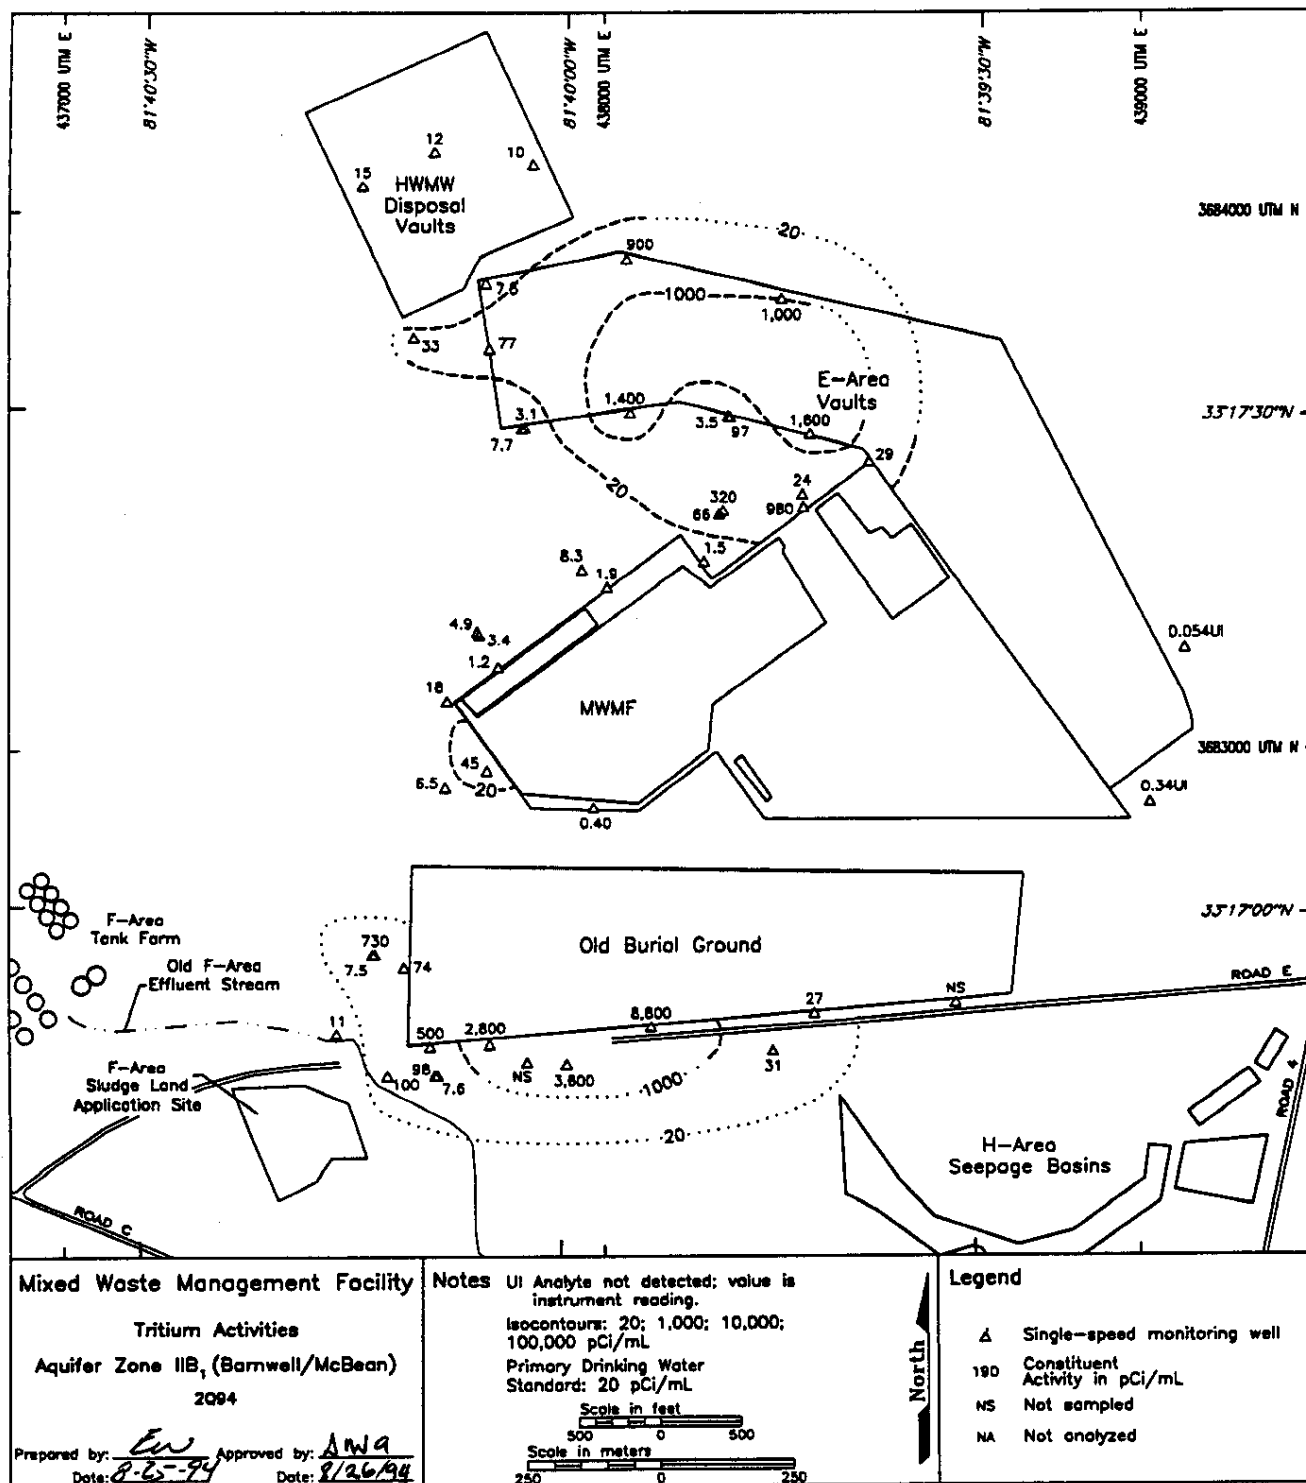 437000 UTM E
81°40'30"W
81°40'00"W
438000 UTM E
81°39'30"W
439000 UTM E
12
10
15
HWMW
Disposal
Vaults
3684000 UTM N
20
900
7.6
1000
1,000
33
77
E-Area
Vaults
1,400
3.1
7.7
3.5
97
1,600
33°17'30"N
29
20
24
320
66
980
1.5
8.3
1.9
4.9
3.4
1.2
18
0.054UI
MWMF
3683000 UTM N
45
6.5
20
0.34UI
0.40
F-Area
Tank Farm
33°17'00"N
730
7.5
74
Old Burial Ground
Old F-Area
Effluent Stream
ROAD E
NS
27
8,800
11
500
2,800
31
F-Area
Sludge Land
Application Site
100
98
7.6
NS
3,600
1000
20
ROAD 4
H-Area
Seepage Basins
ROAD C
Mixed Waste Management Facility
Tritium Activities
Aquifer Zone IIB₁ (Barnwell/McBean)
2Q94
Prepared by: Approved by:
Date: 8-25-94 Date: 8/26/94
Notes UI Analyte not detected; value is
instrument reading.
Isocontours: 20; 1,000; 10,000;
100,000 pCi/mL
Primary Drinking Water
Standard: 20 pCi/mL
Scale in feet
500 0 500
Scale in meters
250 0 250
North
Legend
Single-speed monitoring well
190 Constituent
Activity in pCi/mL
NS Not sampled
NA Not analyzed